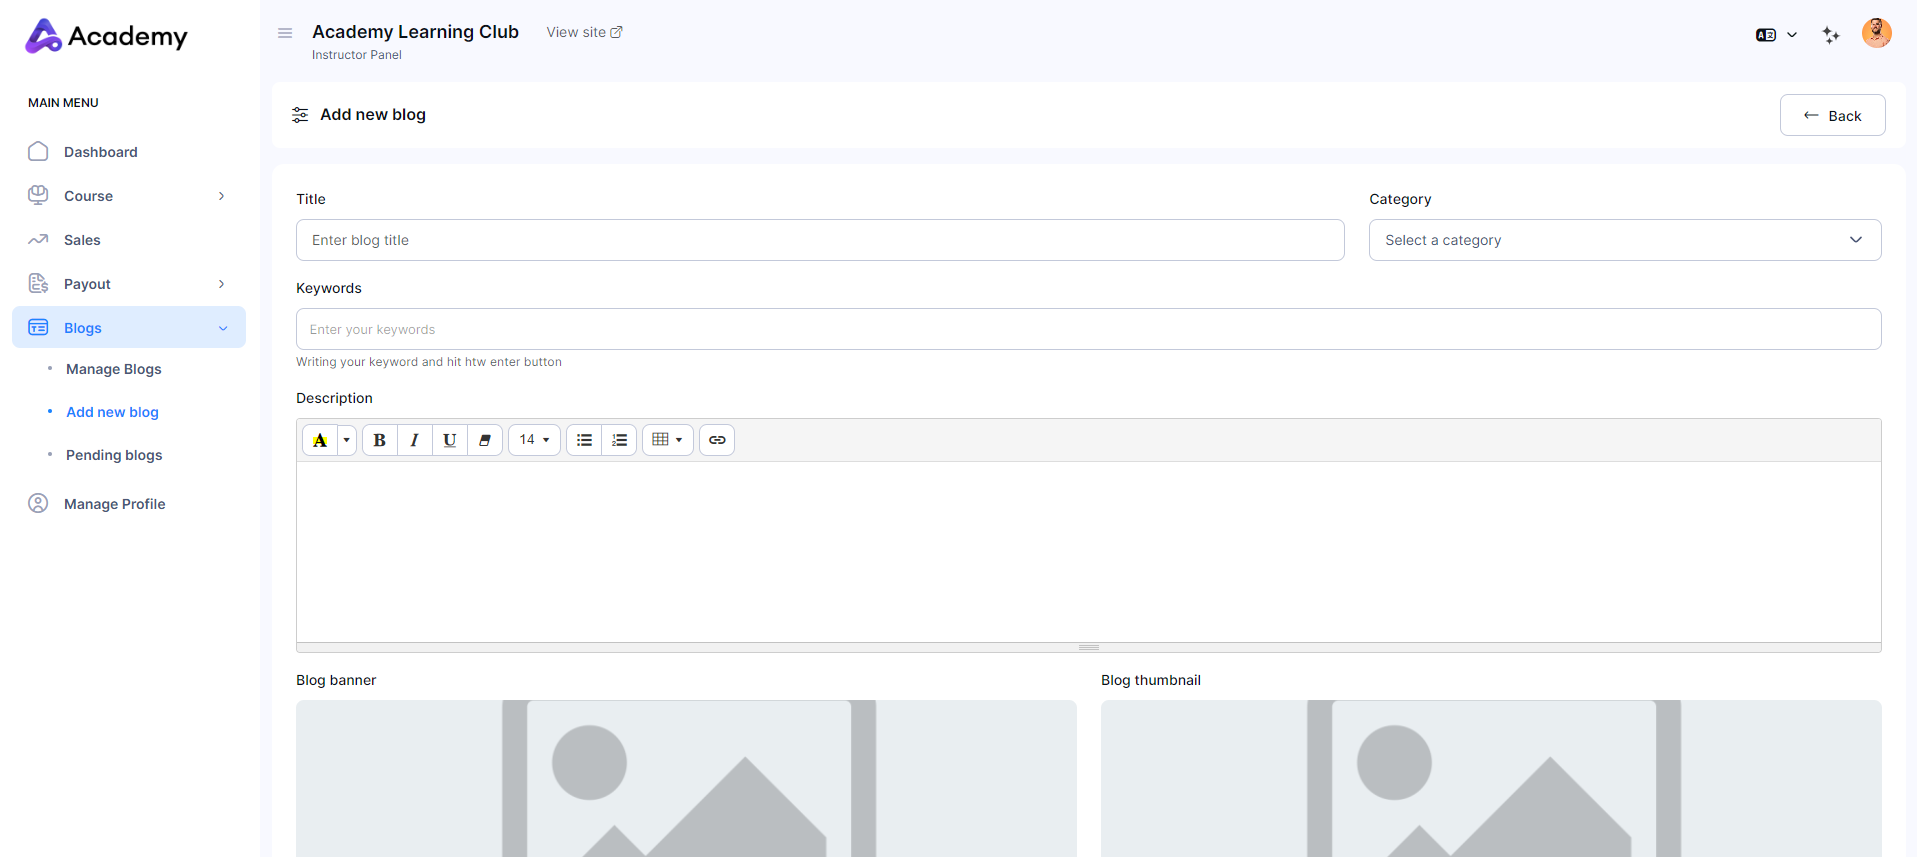 Academy
Academy Learning Club
View site
Instructor Panel
MAIN MENU
Dashboard
Course
Sales
Payout
Blogs
Manage Blogs
Add new blog
Pending blogs
Manage Profile
Add new blog
Back
Title
Category
Enter blog title
Select a category
Keywords
Enter your keywords
Writing your keyword and hit htw enter button
Description
A B I U 14
Blog banner
Blog thumbnail